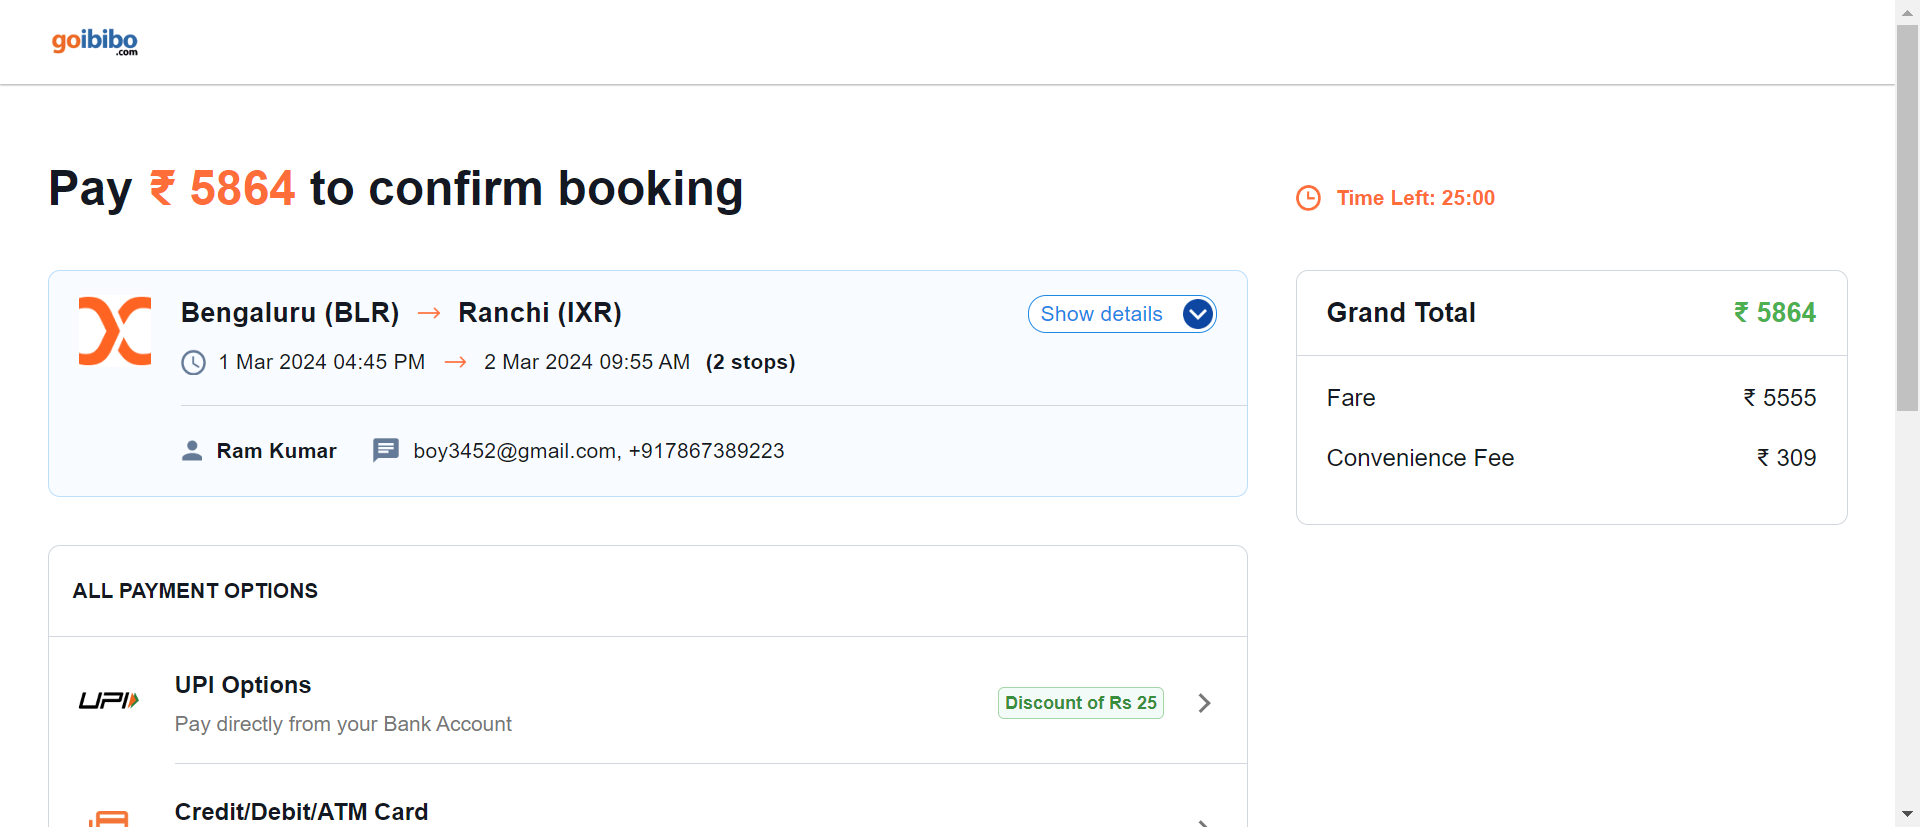 goibibo
.com
Pay ₹ 5864 to confirm booking
Time Left: 25:00
Bengaluru (BLR) → Ranchi (IXR)
Show details
1 Mar 2024 04:45 PM → 2 Mar 2024 09:55 AM (2 stops)
Ram Kumar boy3452@gmail.com, +917867389223
Grand Total ₹ 5864
Fare ₹ 5555
Convenience Fee ₹ 309
ALL PAYMENT OPTIONS
UPI
UPI Options
Pay directly from your Bank Account
Discount of Rs 25
Credit/Debit/ATM Card